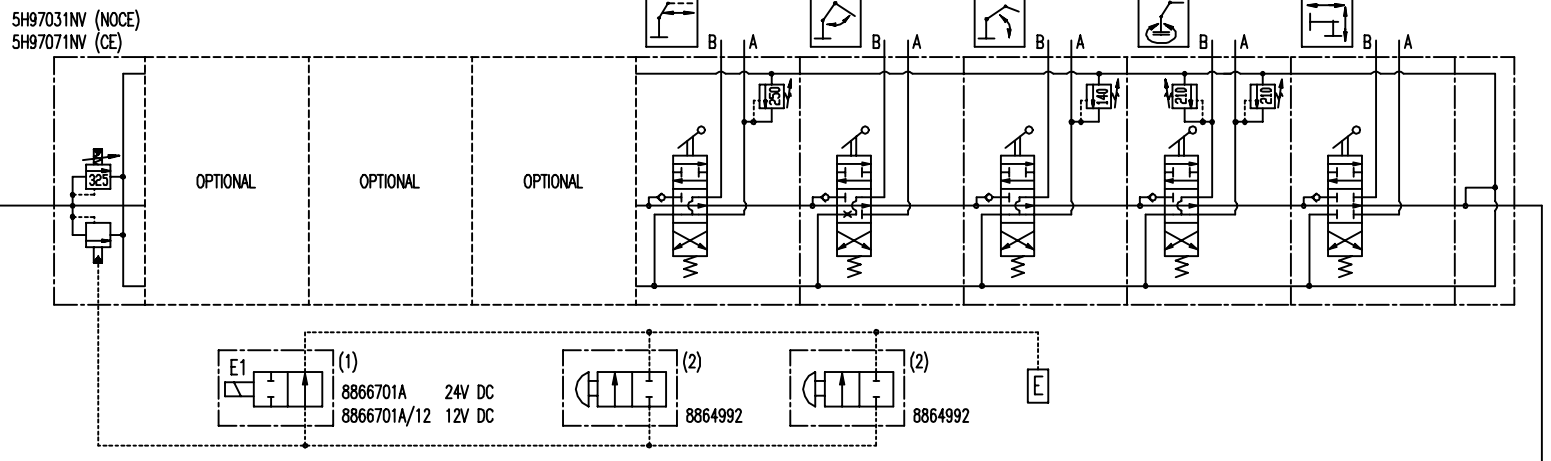 5H97031NV (NOCE)
5H97071NV (CE)
B A
B A
B A
B A
B A
250
140
210
210
325
OPTIONAL
OPTIONAL
OPTIONAL
E1
(1)
8866701A 24V DC
8866701A/12 12V DC
(2)
8864992
(2)
8864992
E